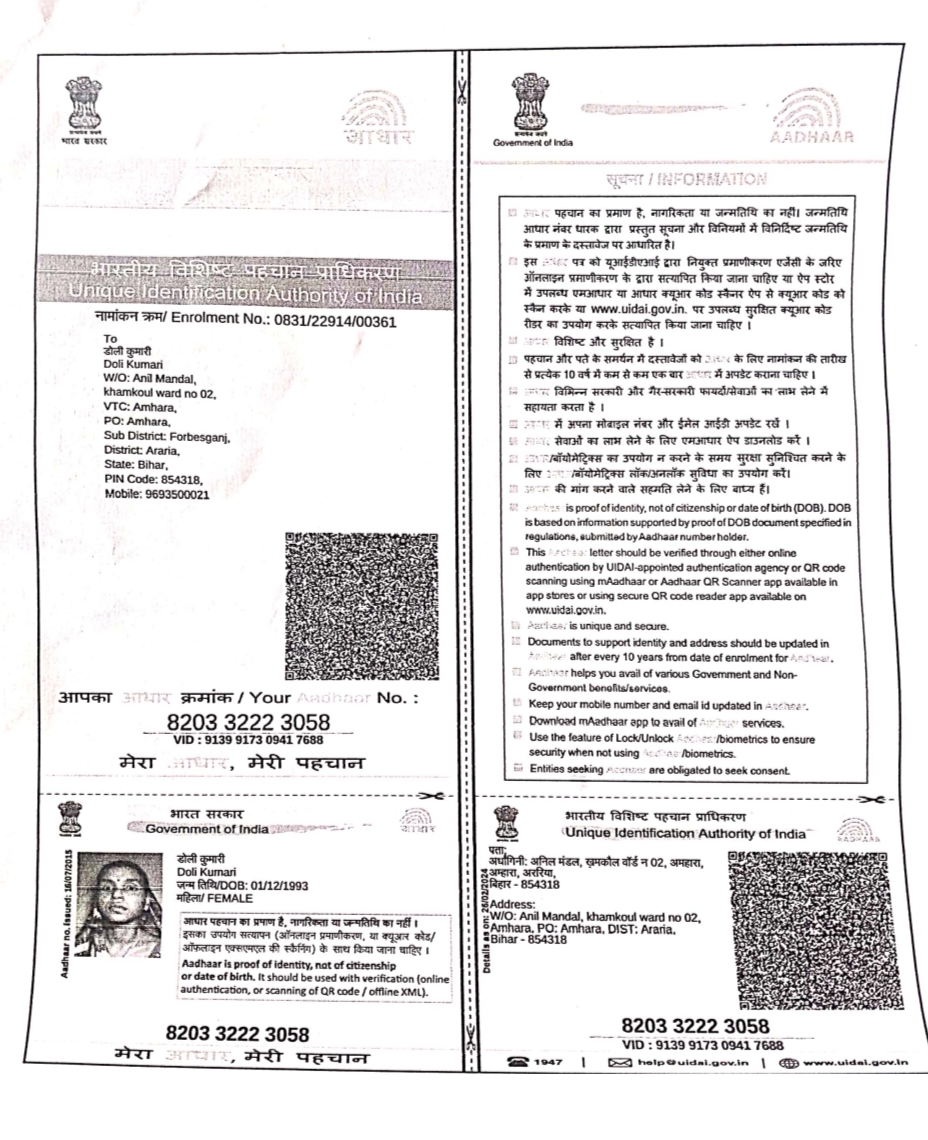 सत्यमेव जयते
भारत सरकार
आधार
भारतीय विशिष्ट पहचान प्राधिकरण
Unique Identification Authority of India
नामांकन क्रम/ Enrolment No.: 0831/22914/00361
To
डोली कुमारी
Doli Kumari
W/O: Anil Mandal,
khamkoul ward no 02,
VTC: Amhara,
PO: Amhara,
Sub District: Forbesganj,
District: Araria,
State: Bihar,
PIN Code: 854318,
Mobile: 9693500021
आपका आधार क्रमांक / Your Aadhaar No. :
8203 3222 3058
VID : 9139 9173 0941 7688
मेरा आधार, मेरी पहचान
सत्यमेव जयते
Government of India
AADHAAR
सूचना / INFORMATION
आधार पहचान का प्रमाण है, नागरिकता या जन्मतिथि का नहीं। जन्मतिथि
आधार नंबर धारक द्वारा प्रस्तुत सूचना और विनियमों में विनिर्दिष्ट जन्मतिथि
के प्रमाण के दस्तावेज पर आधारित है।
इस आधार पत्र को यूआईडीएआई द्वारा नियुक्त प्रमाणीकरण एजेंसी के जरिए
ऑनलाइन प्रमाणीकरण के द्वारा सत्यापित किया जाना चाहिए या ऐप स्टोर
में उपलब्ध एमआधार या आधार क्यूआर कोड स्कैनर ऐप से क्यूआर कोड को
स्कैन करके या www.uidai.gov.in. पर उपलब्ध सुरक्षित क्यूआर कोड
रीडर का उपयोग करके सत्यापित किया जाना चाहिए ।
आधार विशिष्ट और सुरक्षित है ।
पहचान और पते के समर्थन में दस्तावेजों को आधार के लिए नामांकन की तारीख
से प्रत्येक 10 वर्ष में कम से कम एक बार आधार में अपडेट कराना चाहिए ।
आधार विभिन्न सरकारी और गैर-सरकारी फायदों/सेवाओं का लाभ लेने में
सहायता करता है ।
आधार में अपना मोबाइल नंबर और ईमेल आईडी अपडेट रखें ।
आधार सेवाओं का लाभ लेने के लिए एमआधार ऐप डाउनलोड करें ।
आधार/बॉयोमेट्रिक्स का उपयोग न करने के समय सुरक्षा सुनिश्चित करने के
लिए आधार/बॉयोमेट्रिक्स लॉक/अनलॉक सुविधा का उपयोग करें।
आधार की मांग करने वाले सहमति लेने के लिए बाध्य हैं।
Aadhaar is proof of identity, not of citizenship or date of birth (DOB). DOB
is based on information supported by proof of DOB document specified in
regulations, submitted by Aadhaar number holder.
This Aadhaar letter should be verified through either online
authentication by UIDAI-appointed authentication agency or QR code
scanning using mAadhaar or Aadhaar QR Scanner app available in
app stores or using secure QR code reader app available on
www.uidai.gov.in.
Aadhaar is unique and secure.
Documents to support identity and address should be updated in
Aadhaar after every 10 years from date of enrolment for Aadhaar.
Aadhaar helps you avail of various Government and Non-
Government benefits/services.
Keep your mobile number and email id updated in Aadhaar.
Download mAadhaar app to avail of Aadhaar services.
Use the feature of Lock/Unlock Aadhaar/biometrics to ensure
security when not using Aadhaar/biometrics.
Entities seeking Aadhaar are obligated to seek consent.
भारत सरकार
Government of India
आधार
Aadhaar no. issued: 16/07/2015
डोली कुमारी
Doli Kumari
जन्म तिथि/DOB: 01/12/1993
महिला/ FEMALE
आधार पहचान का प्रमाण है, नागरिकता या जन्मतिथि का नहीं ।
इसका उपयोग सत्यापन (ऑनलाइन प्रमाणीकरण, या क्यूआर कोड/
ऑफलाइन एक्सएमएल की स्कैनिंग) के साथ किया जाना चाहिए ।
Aadhaar is proof of identity, not of citizenship
or date of birth. It should be used with verification (online
authentication, or scanning of QR code / offline XML).
8203 3222 3058
मेरा आधार, मेरी पहचान
भारतीय विशिष्ट पहचान प्राधिकरण
Unique Identification Authority of India
AADHAAR
Details as on: 26/02/2024
पता:
अर्धांगिनी: अनिल मंडल, ख़मकौल वॉर्ड न 02, अमहारा,
अम्हारा, अररिया,
बिहार - 854318
Address:
W/O: Anil Mandal, khamkoul ward no 02,
Amhara, PO: Amhara, DIST: Araria,
Bihar - 854318
8203 3222 3058
VID : 9139 9173 0941 7688
1947 | help@uidai.gov.in | www.uidai.gov.in